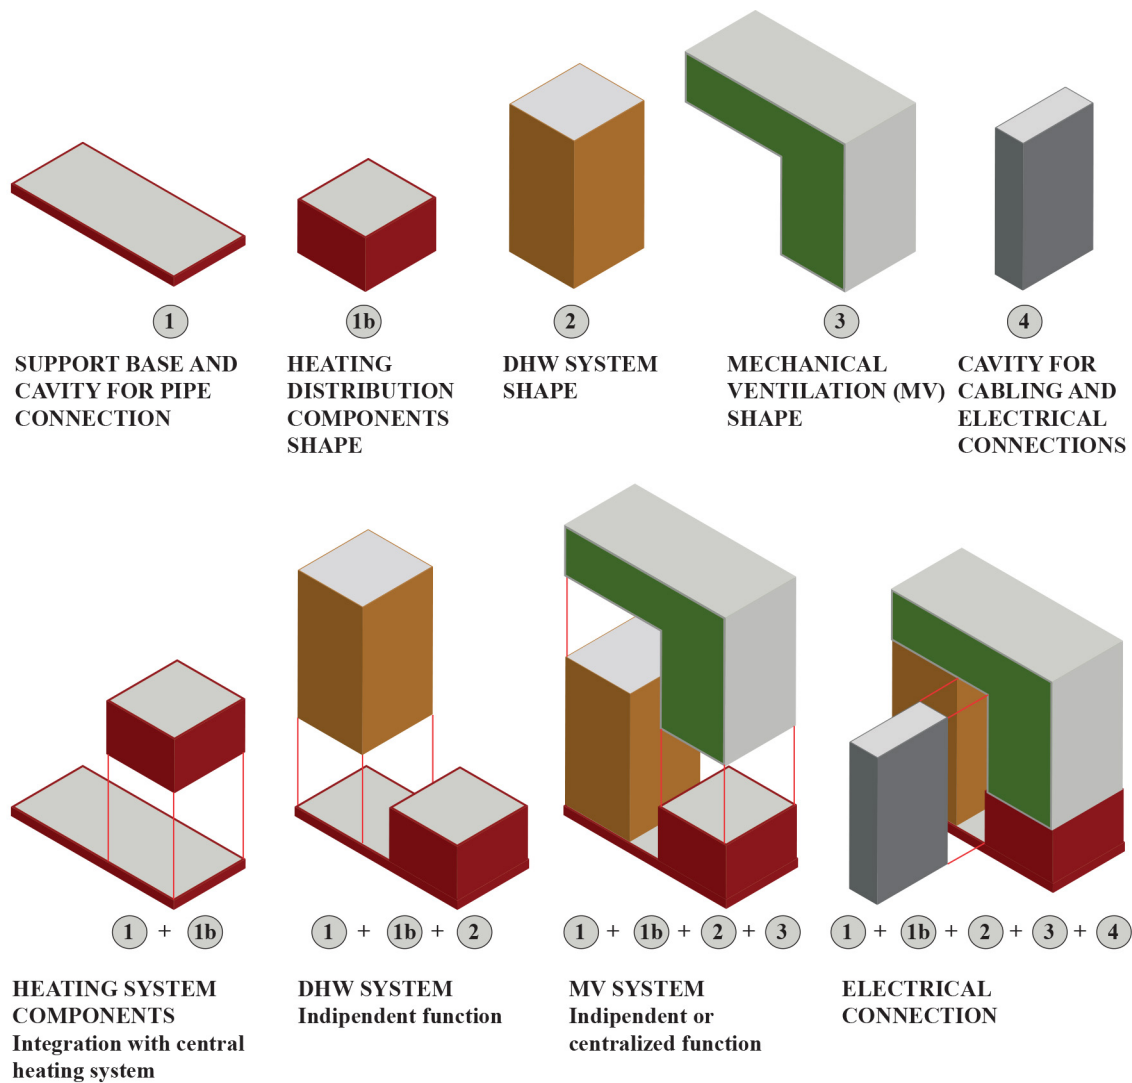 1
1b
2
3
4
SUPPORT BASE AND
CAVITY FOR PIPE
CONNECTION
HEATING
DISTRIBUTION
COMPONENTS
SHAPE
DHW SYSTEM
SHAPE
MECHANICAL
VENTILATION (MV)
SHAPE
CAVITY FOR
CABLING AND
ELECTRICAL
CONNECTIONS
1 + 1b
1 + 1b + 2
1 + 1b + 2 + 3
1 + 1b + 2 + 3 + 4
HEATING SYSTEM
COMPONENTS
Integration with central
heating system
DHW SYSTEM
Indipendent function
MV SYSTEM
Indipendent or
centralized function
ELECTRICAL
CONNECTION